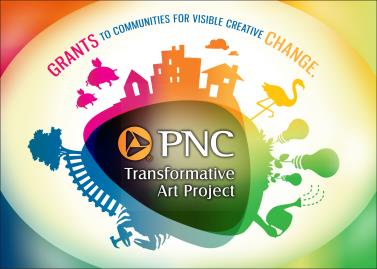 GRANTS TO COMMUNITIES FOR VISIBLE CREATIVE CHANGE.
PNC
Transformative
Art Project